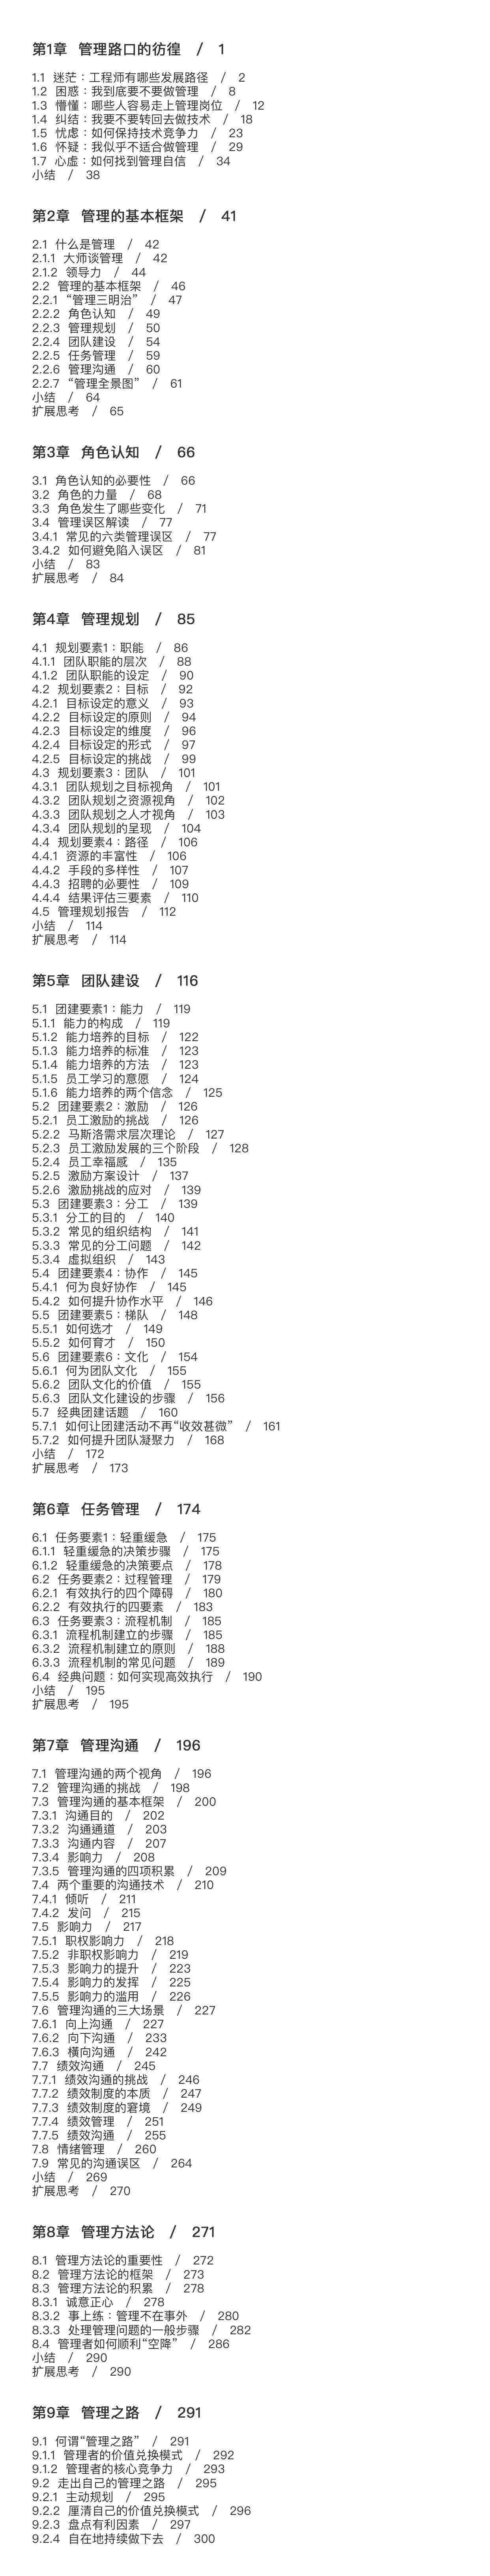 第1章 管理路口的彷徨 / 1
1.1 迷茫：工程师有哪些发展路径 / 2
1.2 困惑：我到底要不要做管理 / 8
1.3 懵懂：哪些人容易走上管理岗位 / 12
1.4 纠结：我要不要转回去做技术 / 18
1.5 忧虑：如何保持技术竞争力 / 23
1.6 怀疑：我似乎不适合做管理 / 29
1.7 心虚：如何找到管理自信 / 34
小结 / 38
第2章 管理的基本框架 / 41
2.1 什么是管理 / 42
2.1.1 大师谈管理 / 42
2.1.2 领导力 / 44
2.2 管理的基本框架 / 46
2.2.1 “管理三明治” / 47
2.2.2 角色认知 / 49
2.2.3 管理规划 / 50
2.2.4 团队建设 / 54
2.2.5 任务管理 / 59
2.2.6 管理沟通 / 60
2.2.7 “管理全景图” / 61
小结 / 64
扩展思考 / 65
第3章 角色认知 / 66
3.1 角色认知的必要性 / 66
3.2 角色的力量 / 68
3.3 角色发生了哪些变化 / 71
3.4 管理误区解读 / 77
3.4.1 常见的六类管理误区 / 77
3.4.2 如何避免陷入误区 / 81
小结 / 83
扩展思考 / 84
第4章 管理规划 / 85
4.1 规划要素1：职能 / 86
4.1.1 团队职能的层次 / 88
4.1.2 团队职能的设定 / 90
4.2 规划要素2：目标 / 92
4.2.1 目标设定的意义 / 93
4.2.2 目标设定的原则 / 94
4.2.3 目标设定的维度 / 96
4.2.4 目标设定的形式 / 97
4.2.5 目标设定的挑战 / 99
4.3 规划要素3：团队 / 101
4.3.1 团队规划之目标视角 / 101
4.3.2 团队规划之资源视角 / 102
4.3.3 团队规划之人才视角 / 103
4.3.4 团队规划的呈现 / 104
4.4 规划要素4：路径 / 106
4.4.1 资源的丰富性 / 106
4.4.2 手段的多样性 / 107
4.4.3 招聘的必要性 / 109
4.4.4 结果评估三要素 / 110
4.5 管理规划报告 / 112
小结 / 114
扩展思考 / 114
第5章 团队建设 / 116
5.1 团建要素1：能力 / 119
5.1.1 能力的构成 / 119
5.1.2 能力培养的目标 / 122
5.1.3 能力培养的标准 / 123
5.1.4 能力培养的方法 / 123
5.1.5 员工学习的意愿 / 124
5.1.6 能力培养的两个信念 / 125
5.2 团建要素2：激励 / 126
5.2.1 员工激励的挑战 / 126
5.2.2 马斯洛需求层次理论 / 127
5.2.3 员工激励发展的三个阶段 / 128
5.2.4 员工幸福感 / 135
5.2.5 激励方案设计 / 137
5.2.6 激励挑战的应对 / 139
5.3 团建要素3：分工 / 139
5.3.1 分工的目的 / 140
5.3.2 常见的组织结构 / 141
5.3.3 常见的分工问题 / 142
5.3.4 虚拟组织 / 143
5.4 团建要素4：协作 / 145
5.4.1 何为良好协作 / 145
5.4.2 如何提升协作水平 / 146
5.5 团建要素5：梯队 / 148
5.5.1 如何选才 / 149
5.5.2 如何育才 / 150
5.6 团建要素6：文化 / 154
5.6.1 何为团队文化 / 155
5.6.2 团队文化的价值 / 155
5.6.3 团队文化建设的步骤 / 156
5.7 经典团建话题 / 160
5.7.1 如何让团建活动不再“收效甚微” / 161
5.7.2 如何提升团队凝聚力 / 168
小结 / 172
扩展思考 / 173
第6章 任务管理 / 174
6.1 任务要素1：轻重缓急 / 175
6.1.1 轻重缓急的决策步骤 / 175
6.1.2 轻重缓急的决策要点 / 178
6.2 任务要素2：过程管理 / 179
6.2.1 有效执行的四个障碍 / 180
6.2.2 有效执行的四要素 / 183
6.3 任务要素3：流程机制 / 185
6.3.1 流程机制建立的步骤 / 185
6.3.2 流程机制建立的原则 / 188
6.3.3 流程机制的常见问题 / 189
6.4 经典问题：如何实现高效执行 / 190
小结 / 195
扩展思考 / 195
第7章 管理沟通 / 196
7.1 管理沟通的两个视角 / 196
7.2 管理沟通的挑战 / 198
7.3 管理沟通的基本框架 / 200
7.3.1 沟通目的 / 202
7.3.2 沟通通道 / 203
7.3.3 沟通内容 / 207
7.3.4 影响力 / 208
7.3.5 管理沟通的四项积累 / 209
7.4 两个重要的沟通技术 / 210
7.4.1 倾听 / 211
7.4.2 发问 / 215
7.5 影响力 / 217
7.5.1 职权影响力 / 218
7.5.2 非职权影响力 / 219
7.5.3 影响力的提升 / 223
7.5.4 影响力的发挥 / 225
7.5.5 影响力的滥用 / 226
7.6 管理沟通的三大场景 / 227
7.6.1 向上沟通 / 227
7.6.2 向下沟通 / 233
7.6.3 横向沟通 / 242
7.7 绩效沟通 / 245
7.7.1 绩效沟通的挑战 / 246
7.7.2 绩效制度的本质 / 247
7.7.3 绩效制度的窘境 / 249
7.7.4 绩效管理 / 251
7.7.5 绩效沟通 / 255
7.8 情绪管理 / 260
7.9 常见的沟通误区 / 264
小结 / 269
扩展思考 / 270
第8章 管理方法论 / 271
8.1 管理方法论的重要性 / 272
8.2 管理方法论的框架 / 273
8.3 管理方法论的积累 / 278
8.3.1 诚意正心 / 278
8.3.2 事上练：管理不在事外 / 280
8.3.3 处理管理问题的一般步骤 / 282
8.4 管理者如何顺利“空降” / 286
小结 / 290
扩展思考 / 290
第9章 管理之路 / 291
9.1 何谓“管理之路” / 291
9.1.1 管理者的价值兑换模式 / 292
9.1.2 管理者的核心竞争力 / 293
9.2 走出自己的管理之路 / 295
9.2.1 主动规划 / 295
9.2.2 厘清自己的价值兑换模式 / 296
9.2.3 盘点有利因素 / 297
9.2.4 自在地持续做下去 / 300